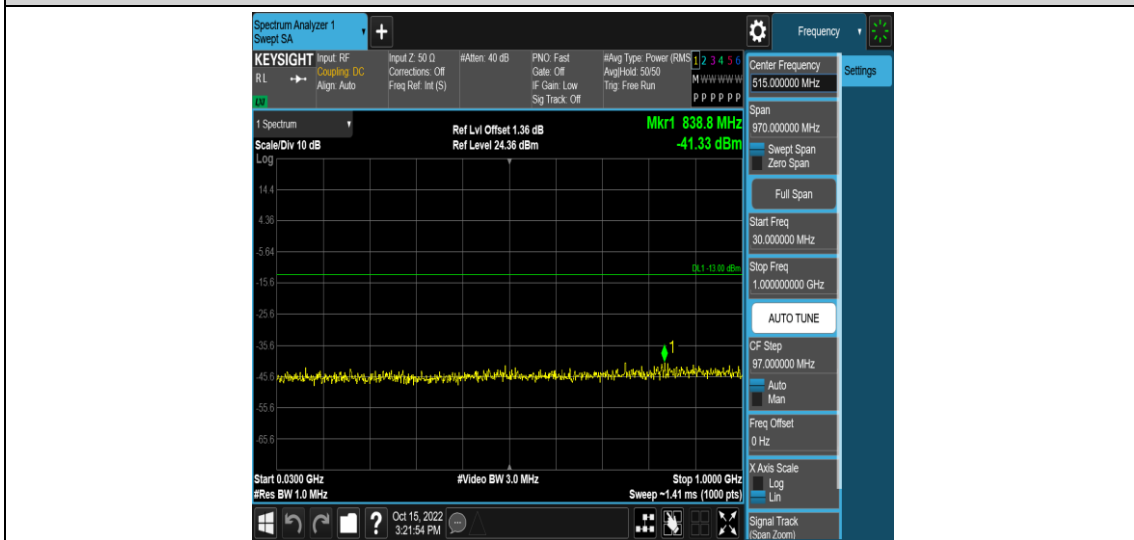 Spectrum Analyzer 1
Swept SA
Frequency
KEYSIGHT
RL
LXI
Input: RF
Coupling: DC
Align: Auto
Input Z: 50 Ω
Corrections: Off
Freq Ref: Int (S)
#Atten: 40 dB
PNO: Fast
Gate: Off
IF Gain: Low
Sig Track: Off
#Avg Type: Power (RMS
Avg|Hold: 50/50
Trig: Free Run
1 2 3 4 5 6
M W W W W W
P P P P P P
1 Spectrum
Scale/Div 10 dB
Ref Lvl Offset 1.36 dB
Ref Level 24.36 dBm
Mkr1 838.8 MHz
-41.33 dBm
Log
14.4
4.36
-5.64
DL1 -13.00 dBm
-15.6
-25.6
-35.6
1
-45.6
-55.6
-65.6
Start 0.0300 GHz
#Video BW 3.0 MHz
Stop 1.0000 GHz
#Res BW 1.0 MHz
Sweep ~1.41 ms (1000 pts)
Oct 15, 2022
3:21:54 PM
Center Frequency
515.000000 MHz
Settings
Span
970.000000 MHz
Swept Span
Zero Span
Full Span
Start Freq
30.000000 MHz
Stop Freq
1.000000000 GHz
AUTO TUNE
CF Step
97.000000 MHz
Auto
Man
Freq Offset
0 Hz
X Axis Scale
Log
Lin
Signal Track
(Span Zoom)